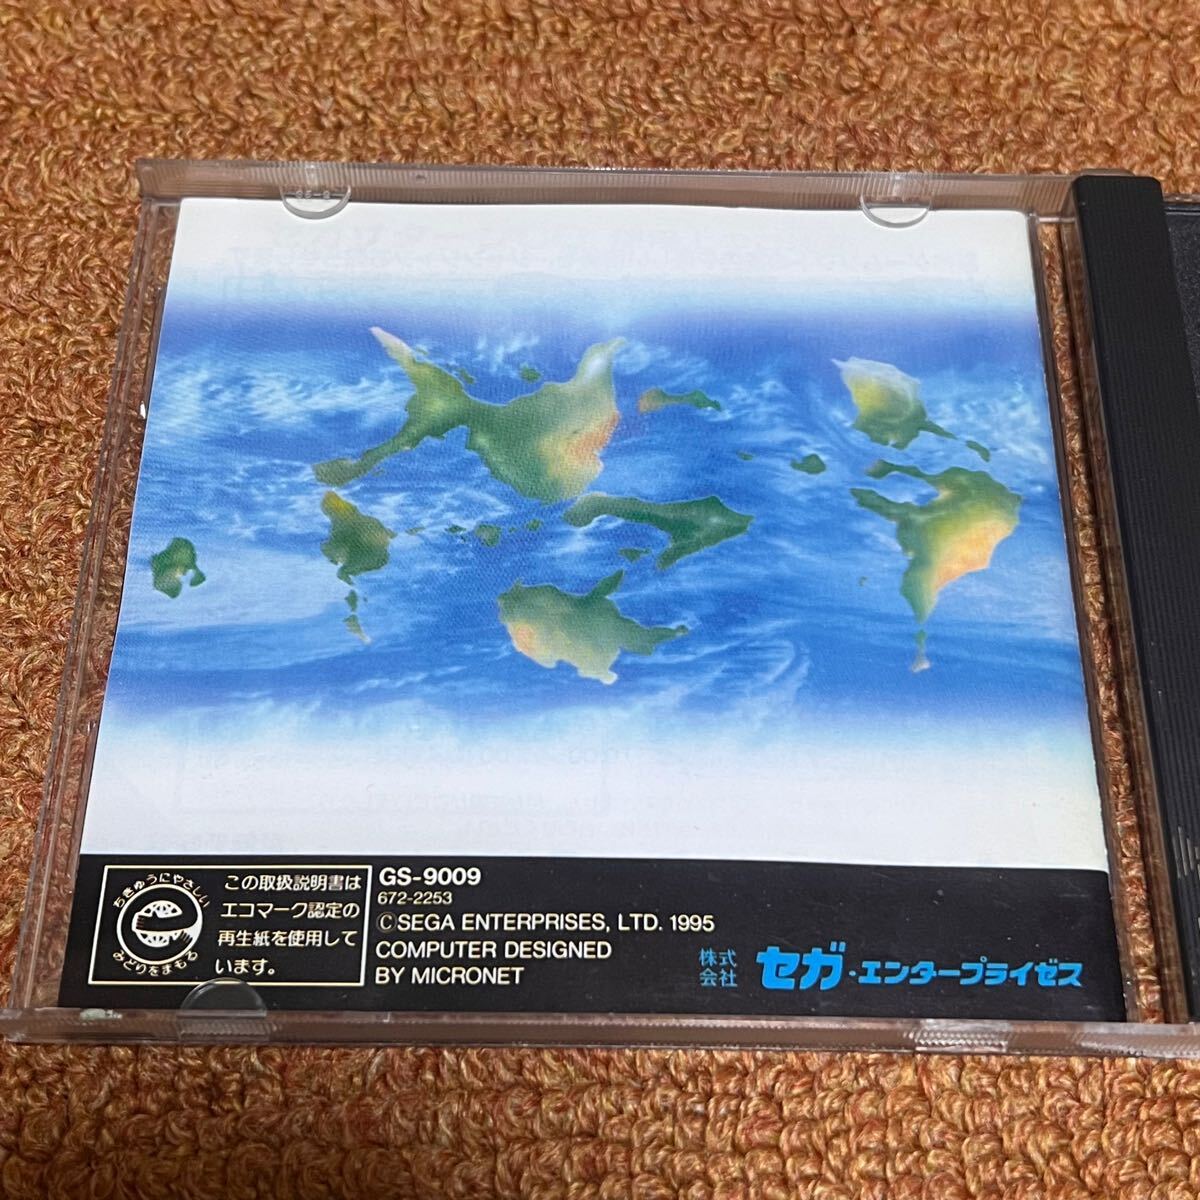 ちきゅうにやさしい
みどりをまもる
この取扱説明書は
エコマーク認定の
再生紙を使用して
います。
GS-9009
672-2253
©SEGA ENTERPRISES, LTD. 1995
COMPUTER DESIGNED
BY MICRONET
株式
会社
セガ・エンタープライゼス